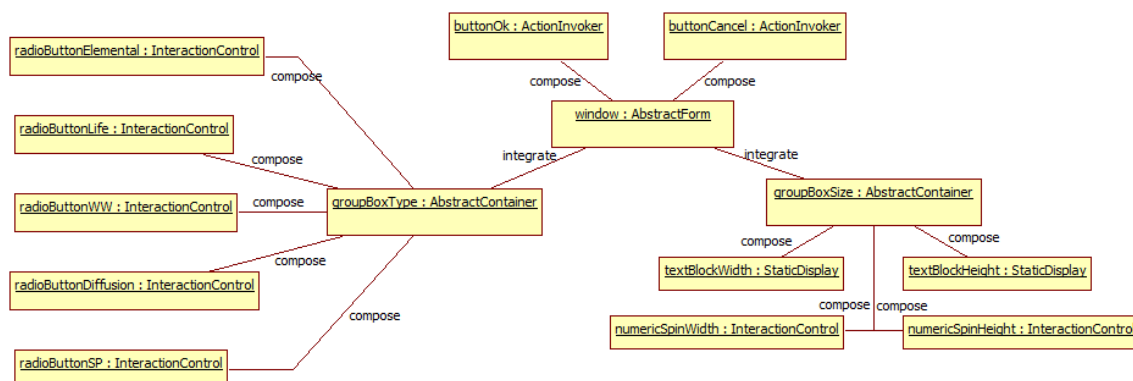 buttonOk : ActionInvoker
buttonCancel : ActionInvoker
radioButtonElemental : InteractionControl
compose
compose
compose
window : AbstractForm
radioButtonLife : InteractionControl
compose
integrate
integrate
radioButtonWW : InteractionControl
compose
groupBoxType : AbstractContainer
groupBoxSize : AbstractContainer
compose
compose
compose
radioButtonDiffusion : InteractionControl
textBlockWidth : StaticDisplay
textBlockHeight : StaticDisplay
compose
compose
compose
numericSpinWidth : InteractionControl
numericSpinHeight : InteractionControl
radioButtonSP : InteractionControl